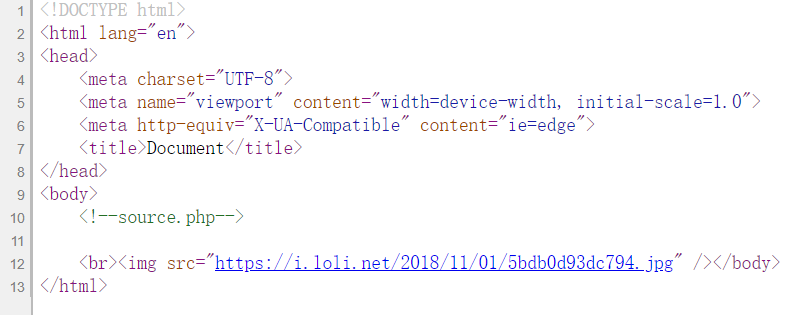 1 <!DOCTYPE html>
2 <html lang="en">
3 <head>
4     <meta charset="UTF-8">
5     <meta name="viewport" content="width=device-width, initial-scale=1.0">
6     <meta http-equiv="X-UA-Compatible" content="ie=edge">
7     <title>Document</title>
8 </head>
9 <body>
10     <!--source.php-->
11
12     <br><img src="https://i.loli.net/2018/11/01/5bdb0d93dc794.jpg" /></body>
13 </html>